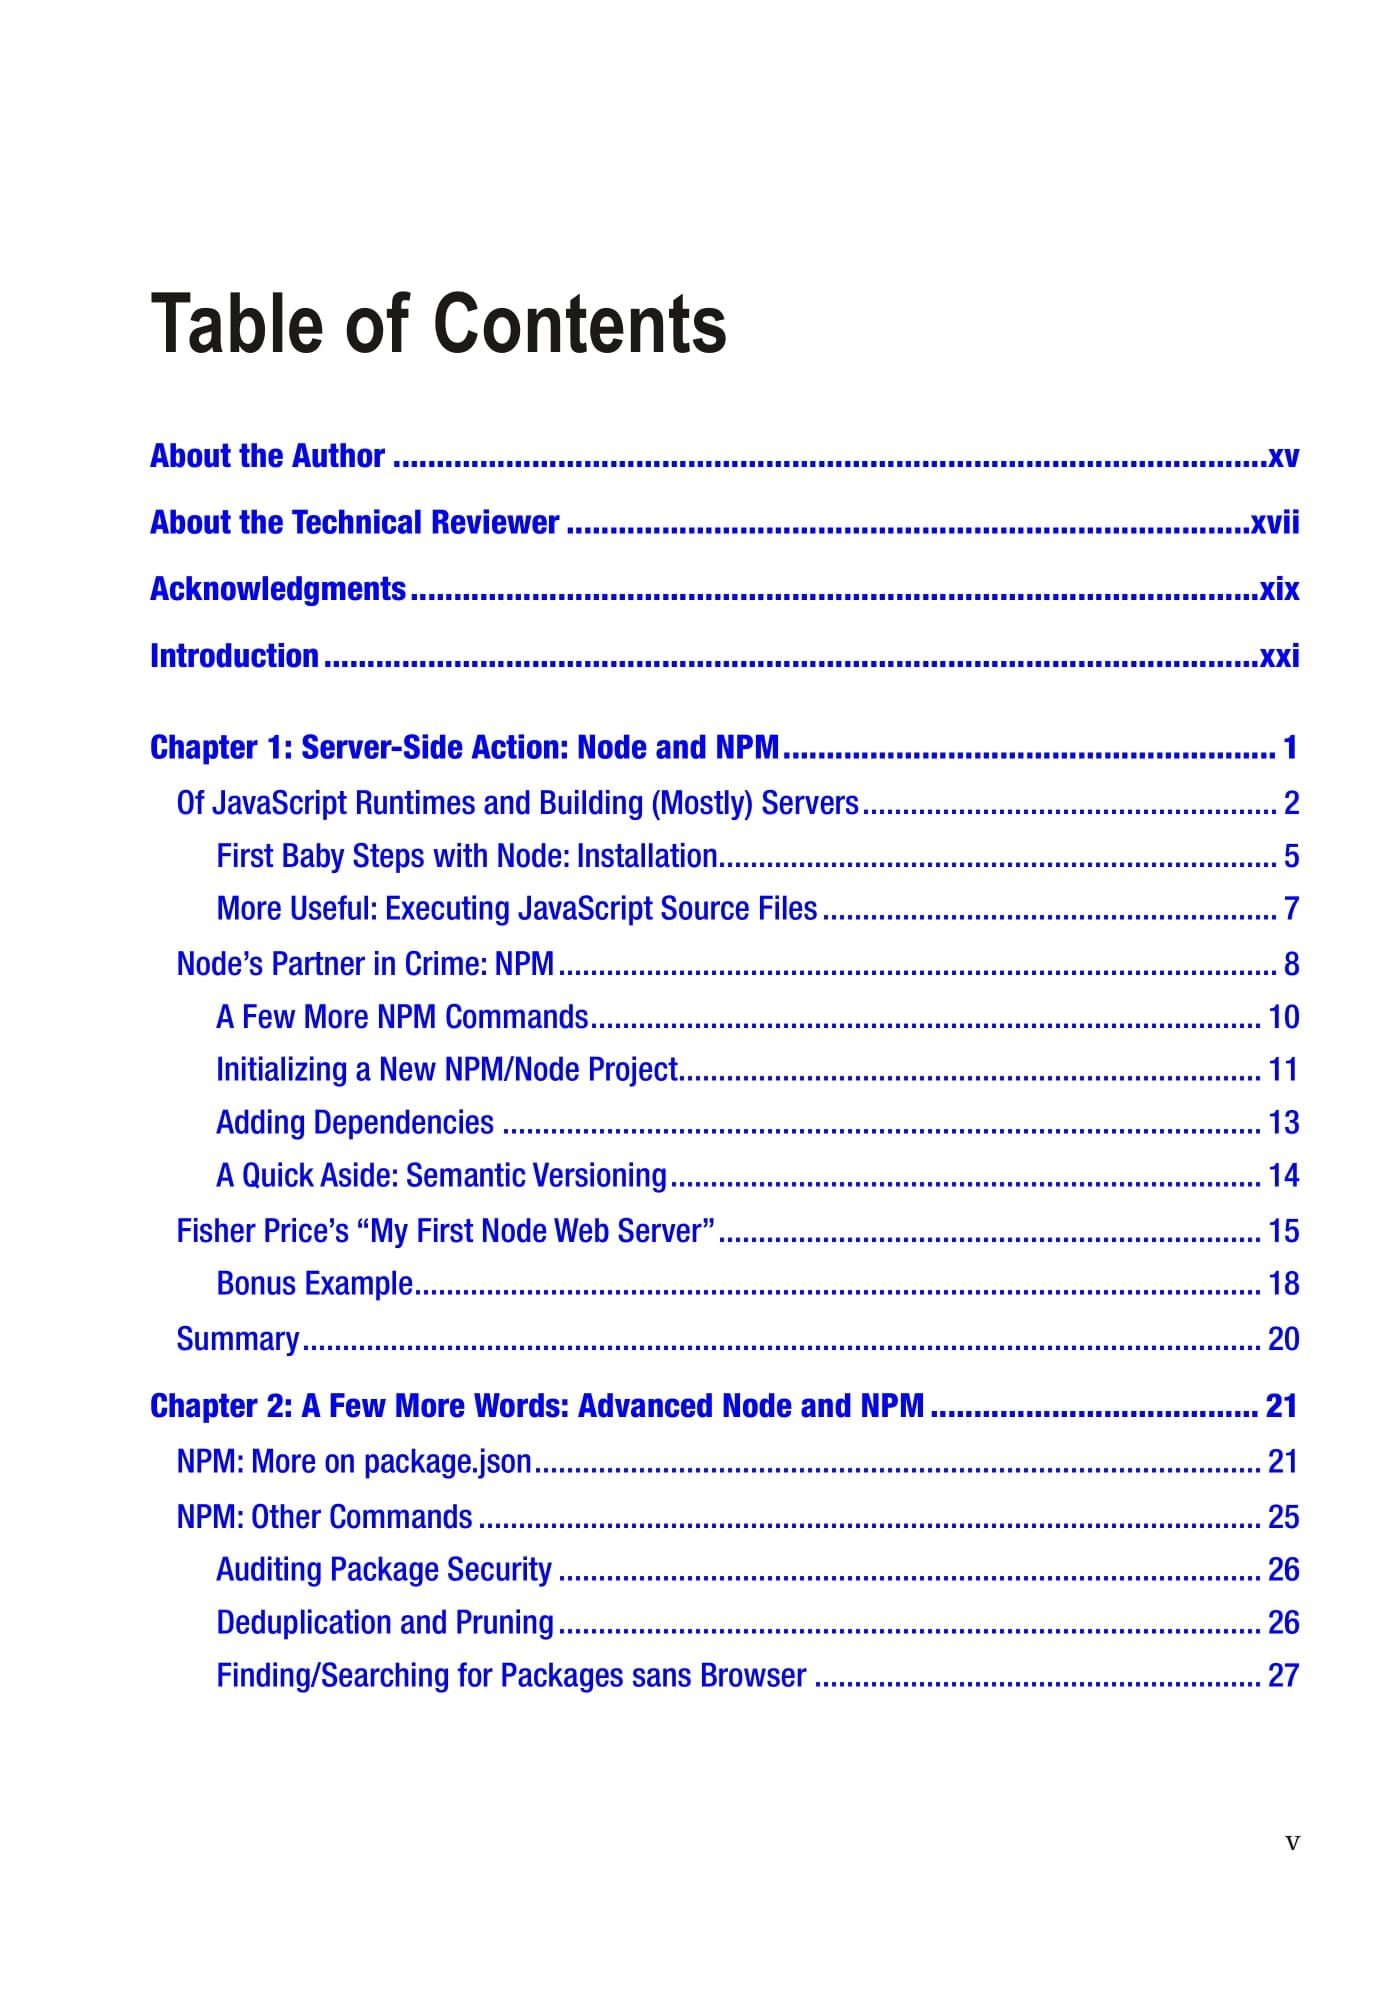 Table of Contents
About the Author ..........xv
About the Technical Reviewer ..........xvii
Acknowledgments ..........xix
Introduction ..........xxi
Chapter 1: Server-Side Action: Node and NPM .......... 1
Of JavaScript Runtimes and Building (Mostly) Servers .......... 2
First Baby Steps with Node: Installation .......... 5
More Useful: Executing JavaScript Source Files .......... 7
Node’s Partner in Crime: NPM .......... 8
A Few More NPM Commands .......... 10
Initializing a New NPM/Node Project .......... 11
Adding Dependencies .......... 13
A Quick Aside: Semantic Versioning .......... 14
Fisher Price’s “My First Node Web Server” .......... 15
Bonus Example .......... 18
Summary .......... 20
Chapter 2: A Few More Words: Advanced Node and NPM .......... 21
NPM: More on package.json .......... 21
NPM: Other Commands .......... 25
Auditing Package Security .......... 26
Deduplication and Pruning .......... 26
Finding/Searching for Packages sans Browser .......... 27
v